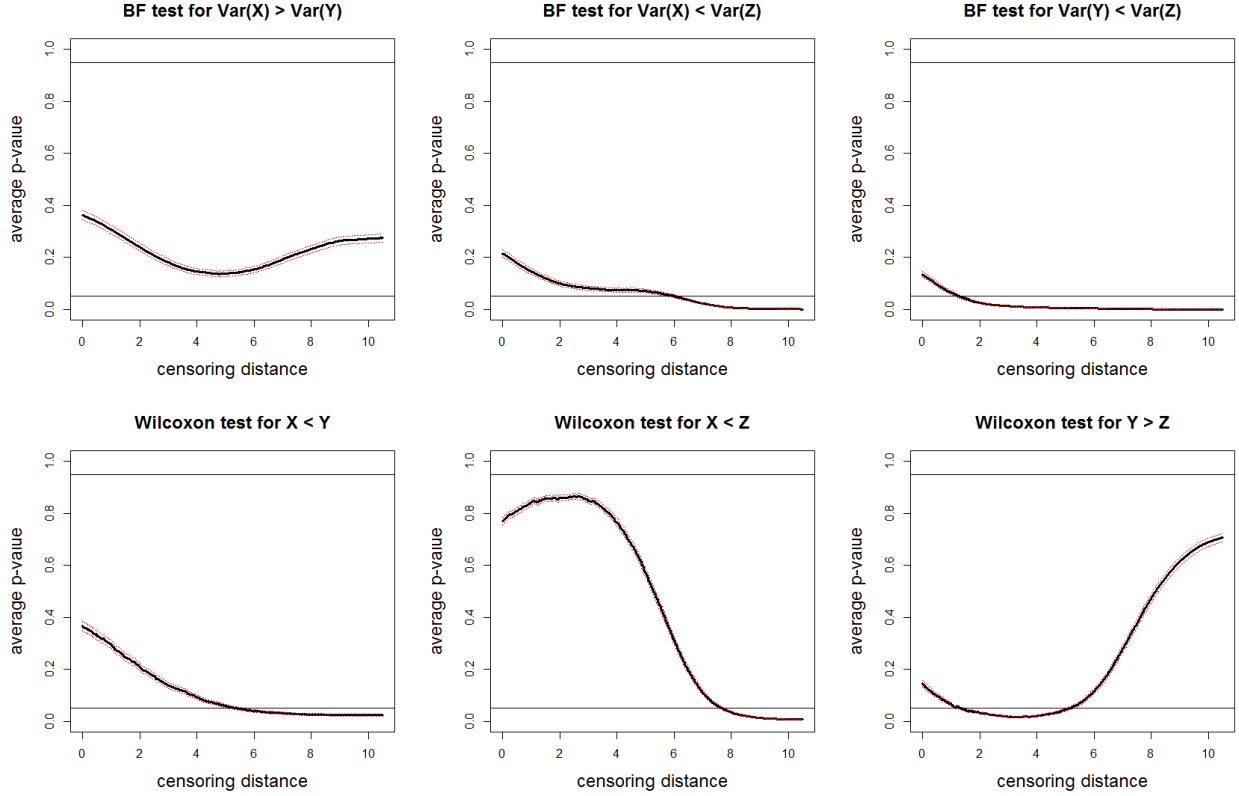 BF test for Var(X) > Var(Y)
BF test for Var(X) < Var(Z)
BF test for Var(Y) < Var(Z)
average p-value
0.0 0.2 0.4 0.6 0.8 1.0
0 2 4 6 8 10
censoring distance
average p-value
0.0 0.2 0.4 0.6 0.8 1.0
0 2 4 6 8 10
censoring distance
average p-value
0.0 0.2 0.4 0.6 0.8 1.0
0 2 4 6 8 10
censoring distance
Wilcoxon test for X < Y
Wilcoxon test for X < Z
Wilcoxon test for Y > Z
average p-value
0.0 0.2 0.4 0.6 0.8 1.0
0 2 4 6 8 10
censoring distance
average p-value
0.0 0.2 0.4 0.6 0.8 1.0
0 2 4 6 8 10
censoring distance
average p-value
0.0 0.2 0.4 0.6 0.8 1.0
0 2 4 6 8 10
censoring distance